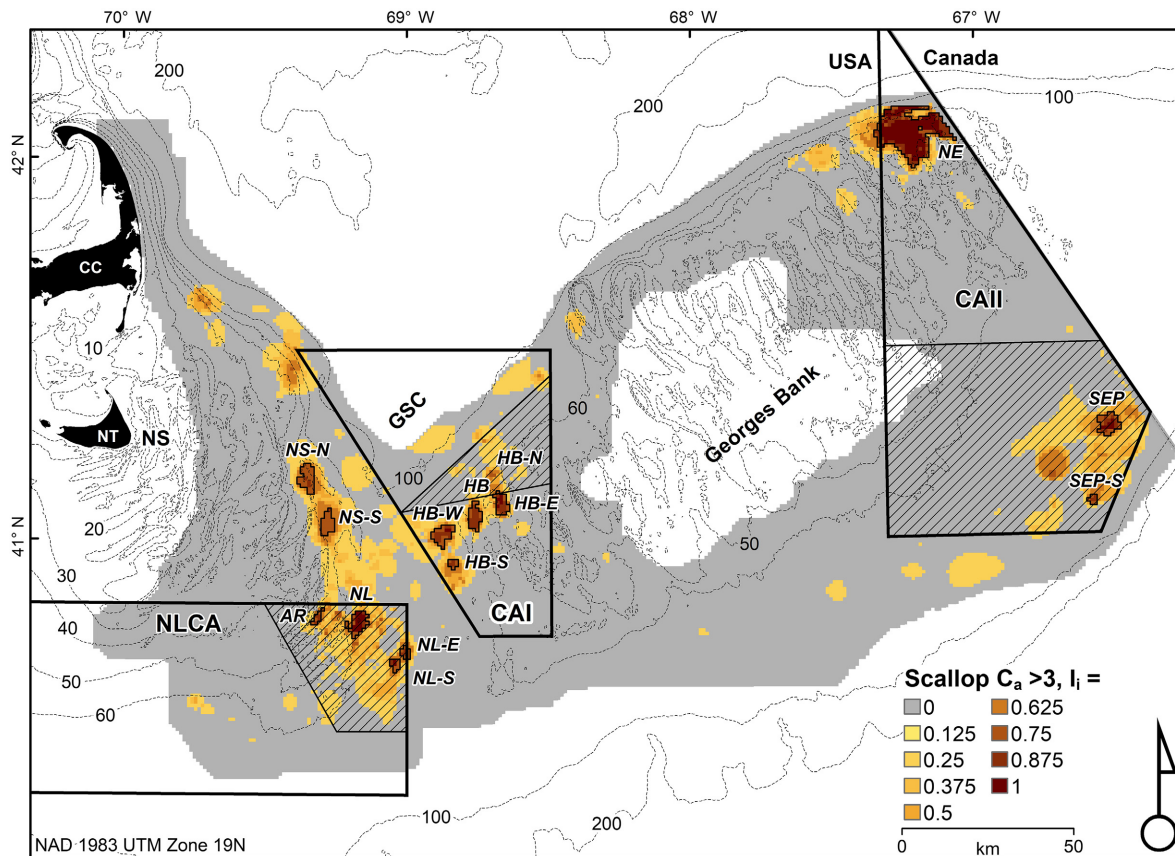 70° W
69° W
68° W
67° W
42° N
41° N
200
200
100
USA
Canada
NE
CC
CAII
10
GSC
60
Georges Bank
NT
NS
SEP
NS-N
100
HB-N
HB
HB-E
SEP-S
HB-W
NS-S
20
50
HB-S
30
NL
CAI
AR
NLCA
40
NL-E
NL-S
50
60
Scallop Ca >3, Ii =
0
0.625
0.125
0.75
0.25
0.875
0.375
1
0.5
100
200
0
50
km
NAD 1983 UTM Zone 19N